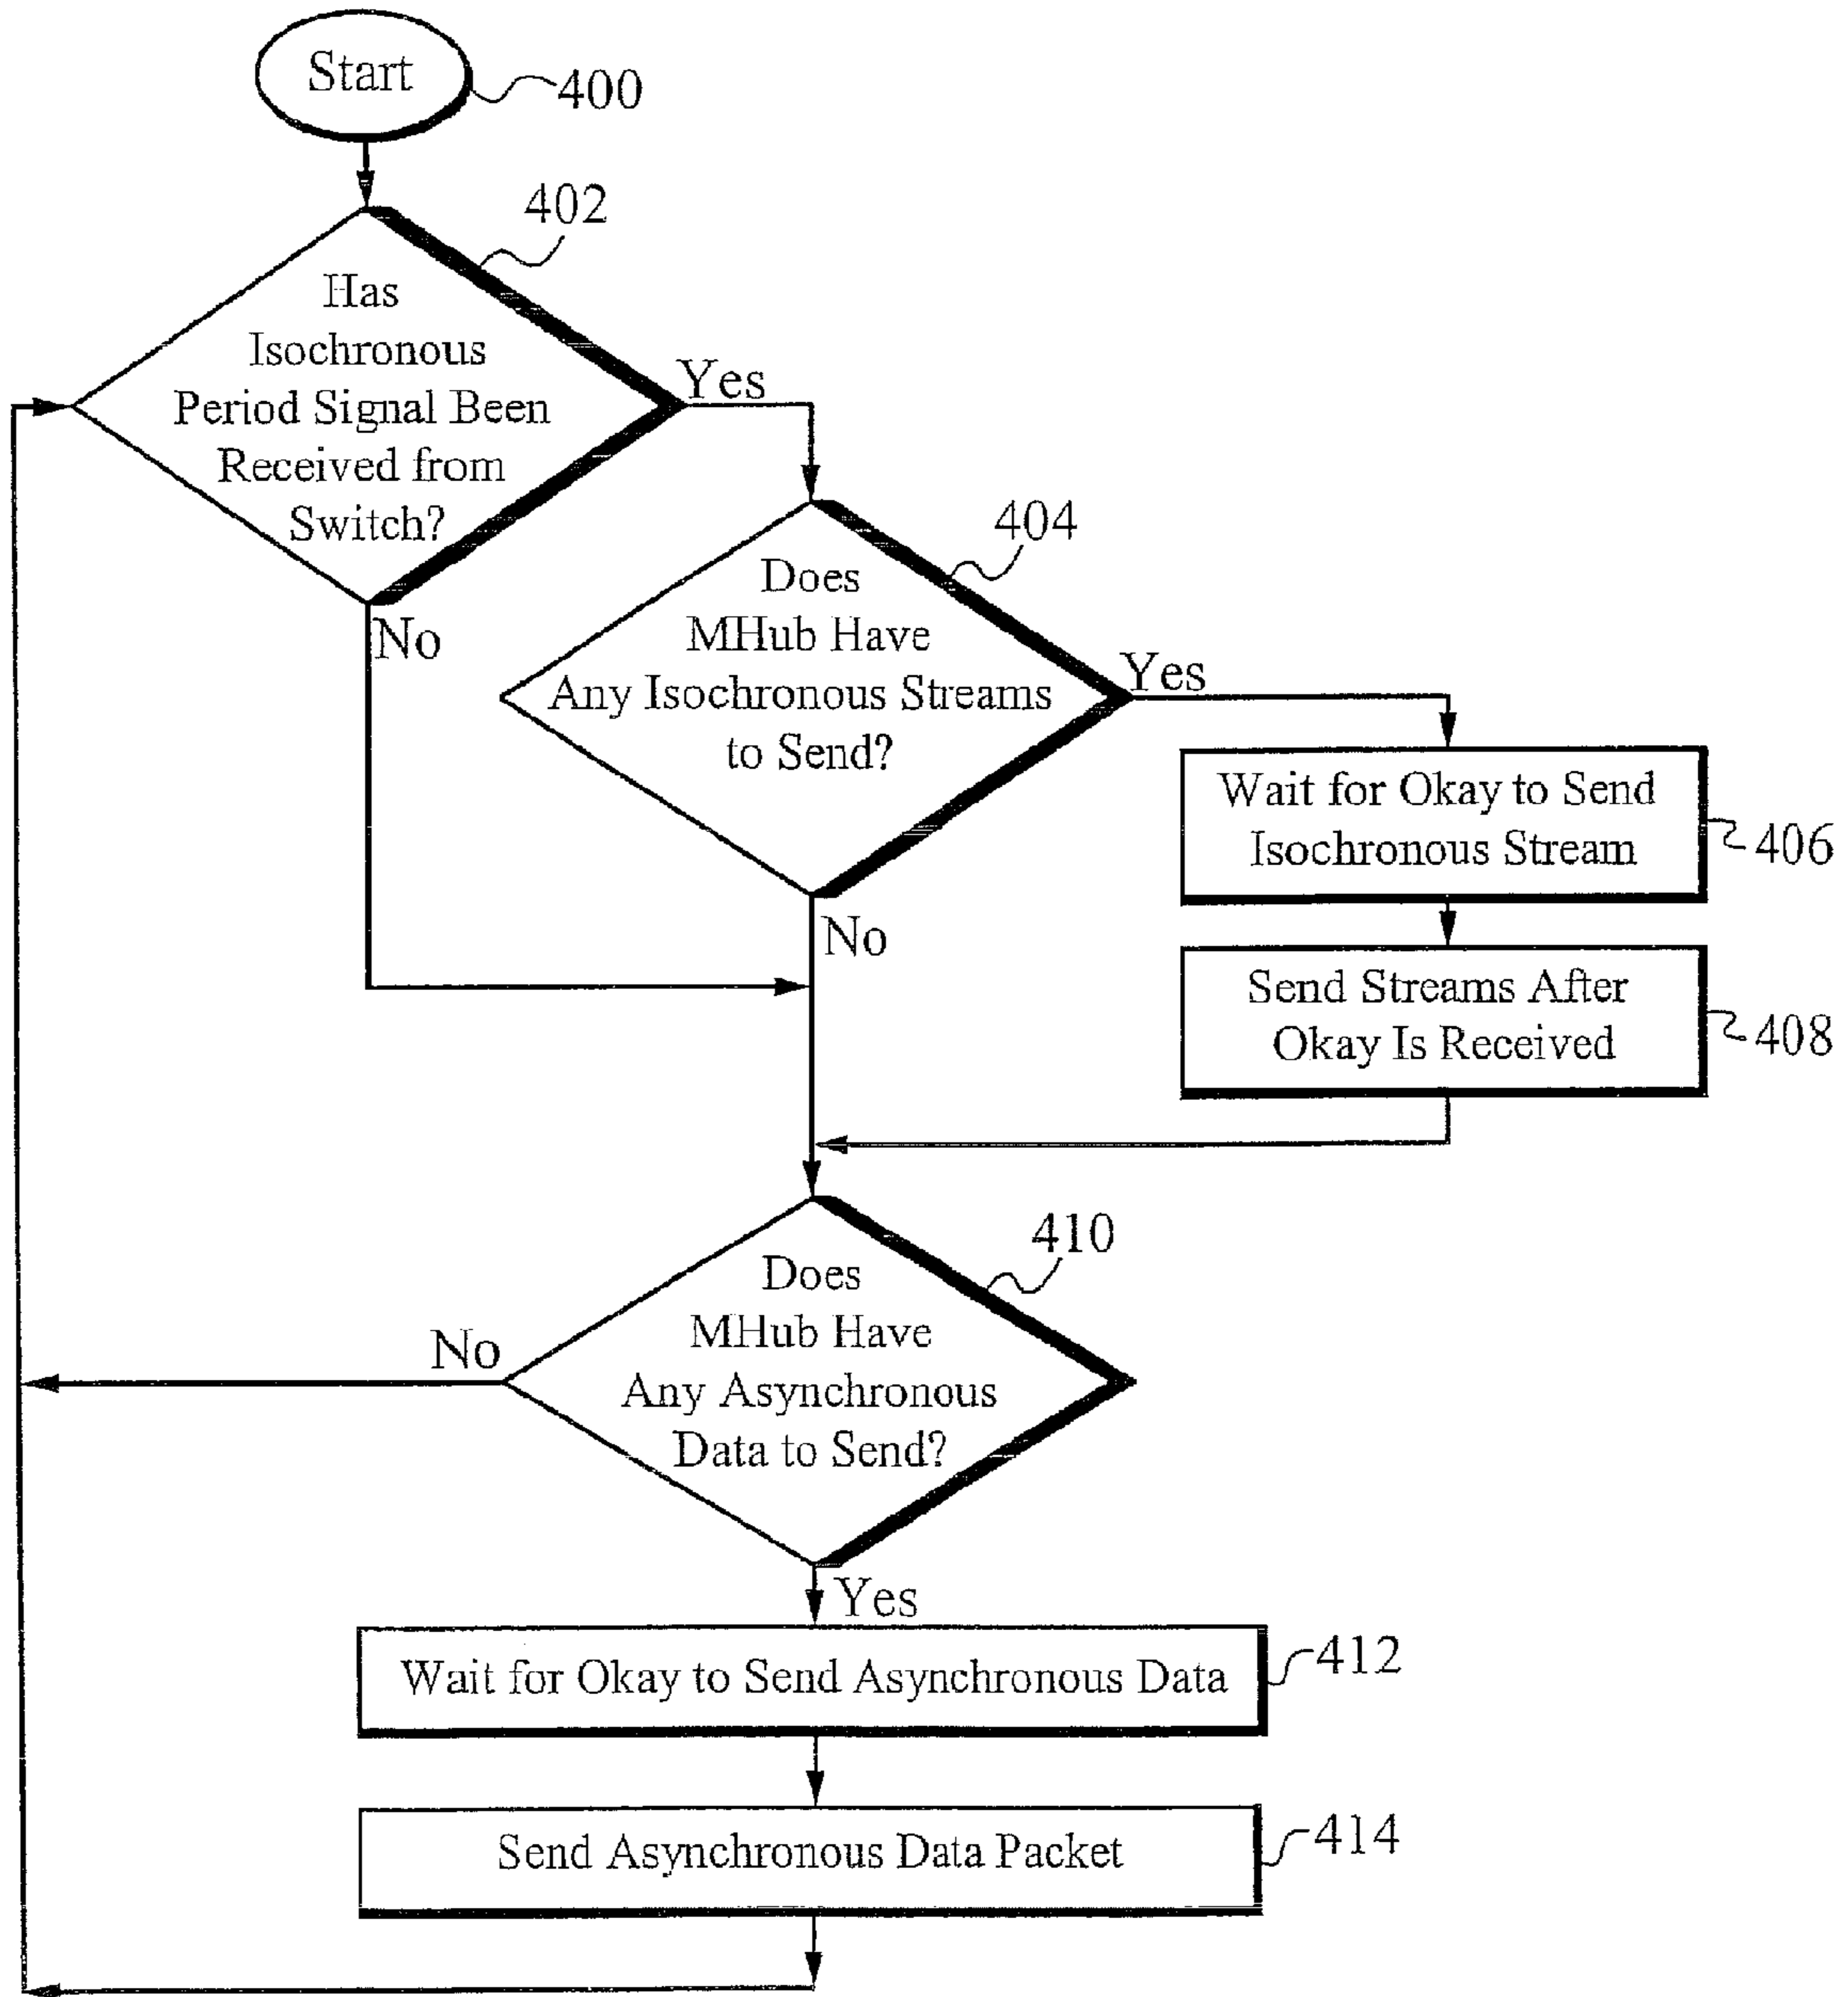 Start
400
402
Has
Isochronous
Period Signal Been
Received from
Switch?
Yes
No
404
Does
MHub Have
Any Isochronous Streams
to Send?
Yes
No
Wait for Okay to Send
Isochronous Stream
406
Send Streams After
Okay Is Received
408
410
Does
MHub Have
Any Asynchronous
Data to Send?
No
Yes
Wait for Okay to Send Asynchronous Data
412
Send Asynchronous Data Packet
414